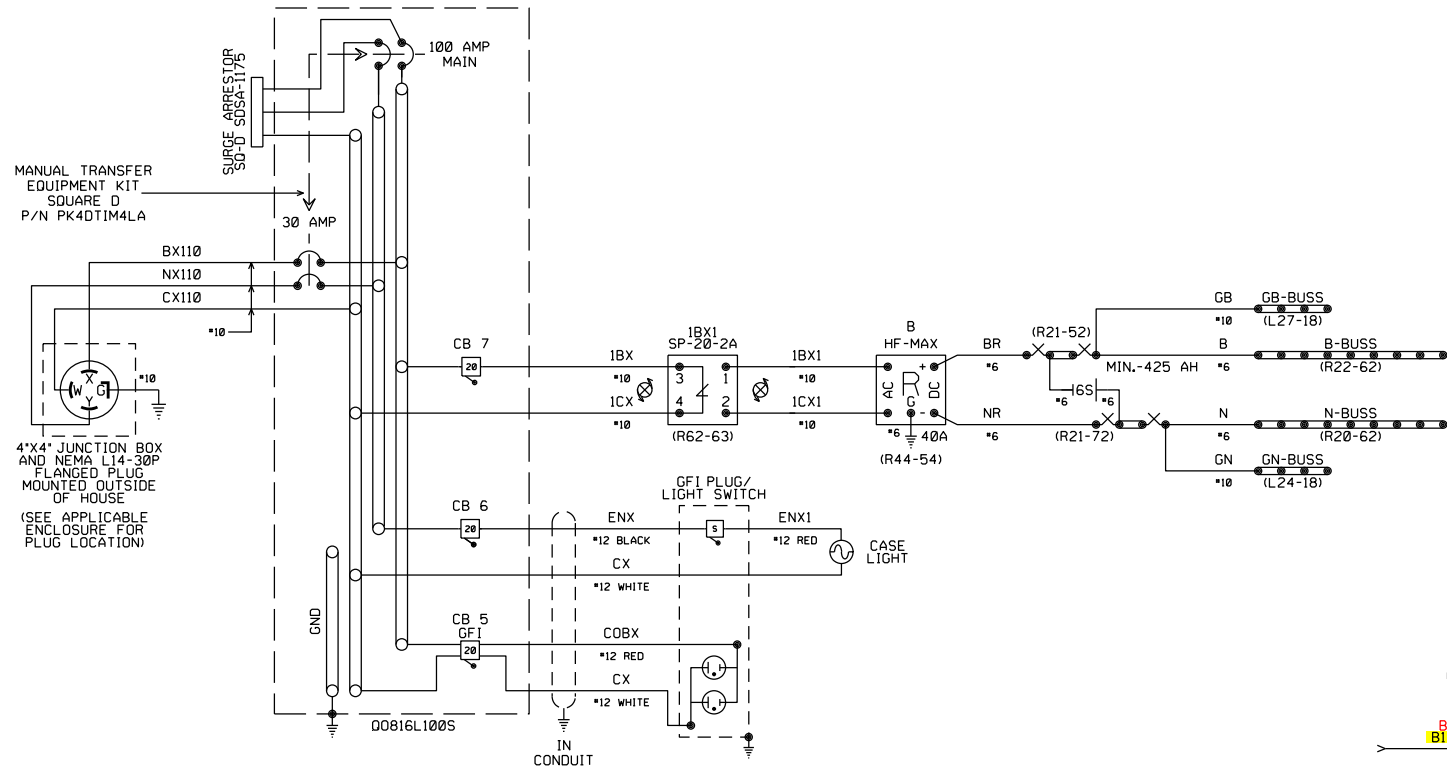 100 AMP
MAIN
SURGE ARRESTOR
SQ-D SDSA-1175
MANUAL TRANSFER
EQUIPMENT KIT
SQUARE D
P/N PK4DTIM4LA
30 AMP
BX110
NX110
CX110
"10
"10
X
W G
Y
4"X4" JUNCTION BOX
AND NEMA L14-30P
FLANGED PLUG
MOUNTED OUTSIDE
OF HOUSE
(SEE APPLICABLE
ENCLOSURE FOR
PLUG LOCATION)
CB 7
20
1BX
"10
1CX
"10
1BX1
SP-20-2A
3 1
4 2
(R62-63)
1BX1
"10
1CX1
"10
B
HF-MAX
AC + DC
R
G -
"6 40A
(R44-54)
BR
"6
NR
"6
(R21-52)
MIN.-425 AH
6S
"6 "6
(R21-72)
GB GB-BUSS
"10 (L27-18)
B B-BUSS
"6 (R22-62)
N N-BUSS
"6 (R20-62)
GN GN-BUSS
"10 (L24-18)
CB 6
20
ENX
"12 BLACK
CX
"12 WHITE
GFI PLUG/
LIGHT SWITCH
S
ENX1
"12 RED
CASE
LIGHT
GND
CB 5
GFI
20
COBX
"12 RED
CX
"12 WHITE
QO816L100S
IN
CONDUIT
B
B1